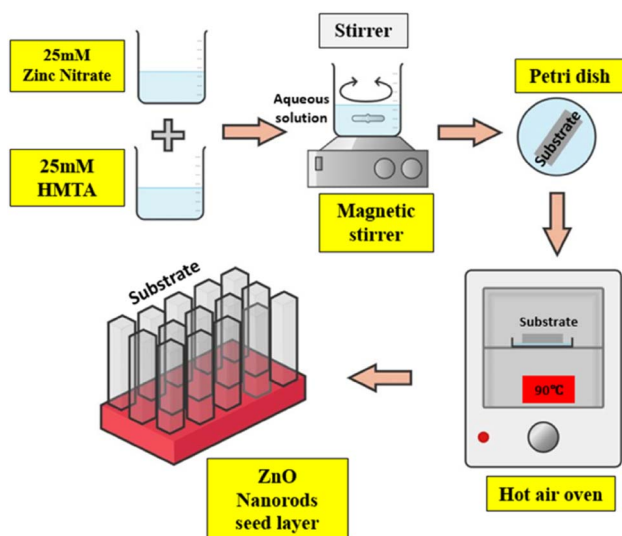 25mM
Zinc Nitrate
25mM
HMTA
Stirrer
Aqueous
solution
Magnetic
stirrer
Petri dish
Substrate
Substrate
90℃
Hot air oven
Substrate
ZnO
Nanorods
seed layer